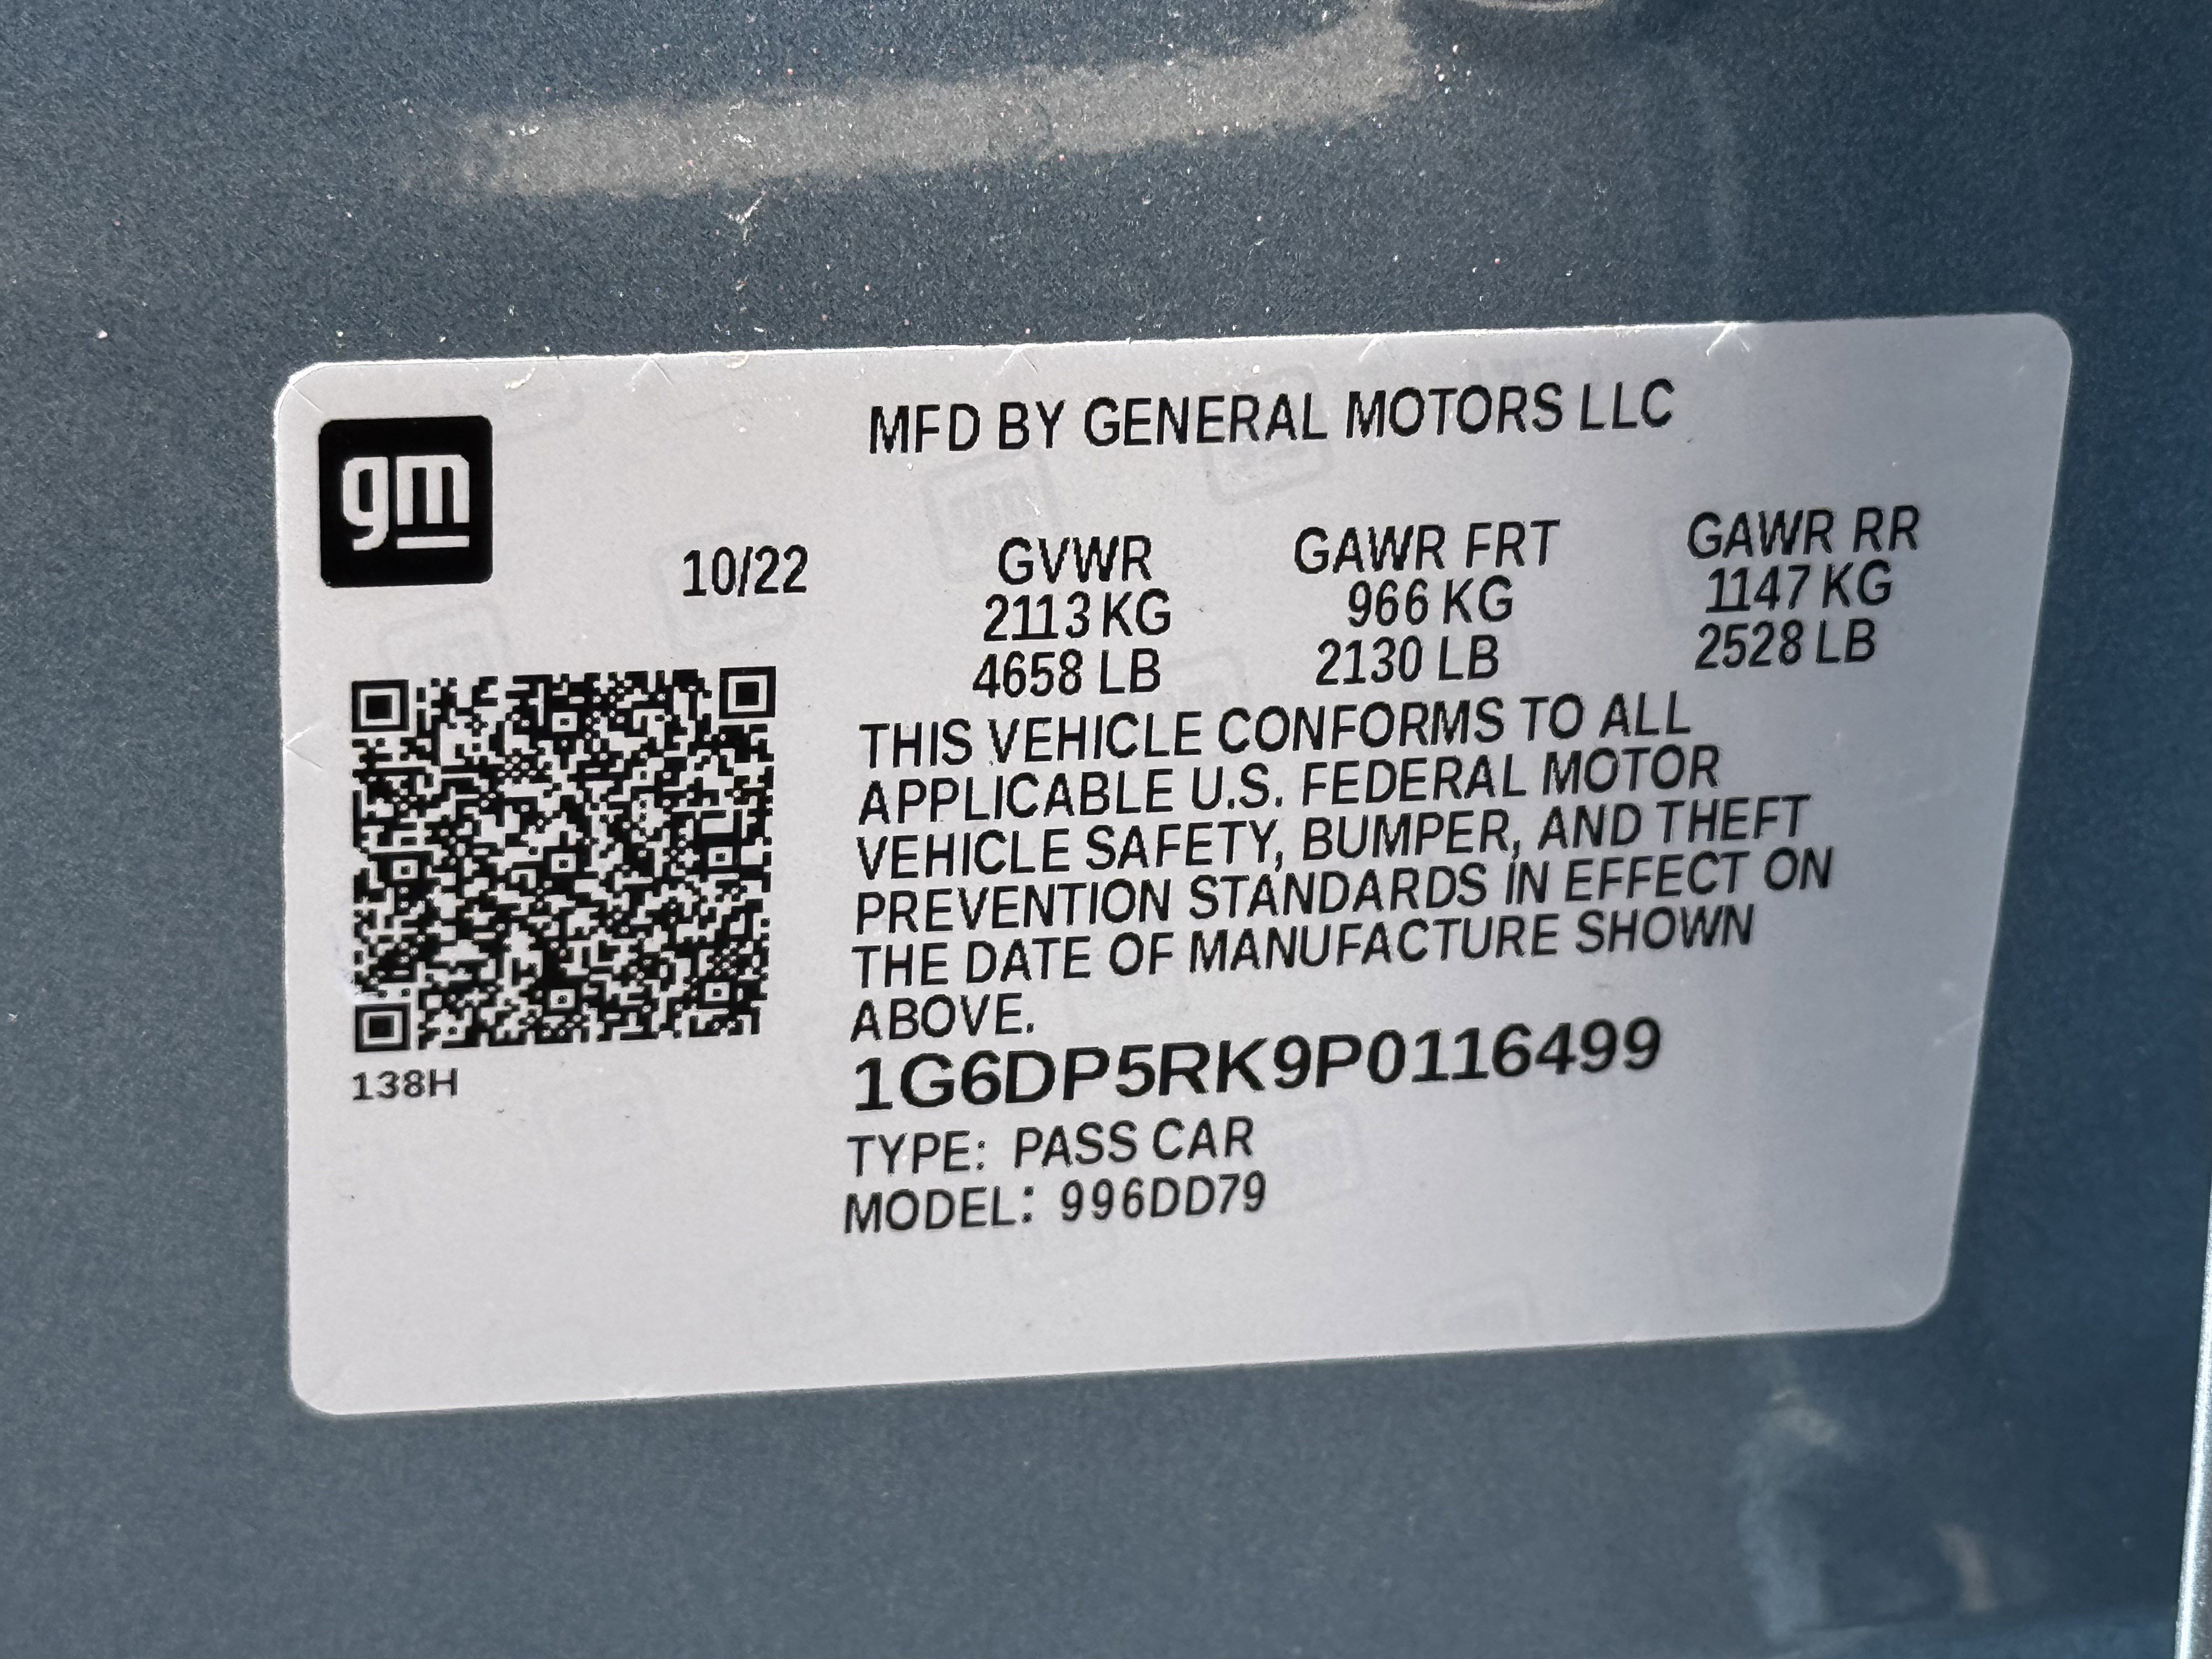 gm
MFD BY GENERAL MOTORS LLC
10/22
GVWR GAWR FRT GAWR RR
2113 KG 966 KG 1147 KG
4658 LB 2130 LB 2528 LB
THIS VEHICLE CONFORMS TO ALL
APPLICABLE U.S. FEDERAL MOTOR
VEHICLE SAFETY, BUMPER, AND THEFT
PREVENTION STANDARDS IN EFFECT ON
THE DATE OF MANUFACTURE SHOWN
ABOVE.
138H
1G6DP5RK9P0116499
TYPE: PASS CAR
MODEL: 996DD79